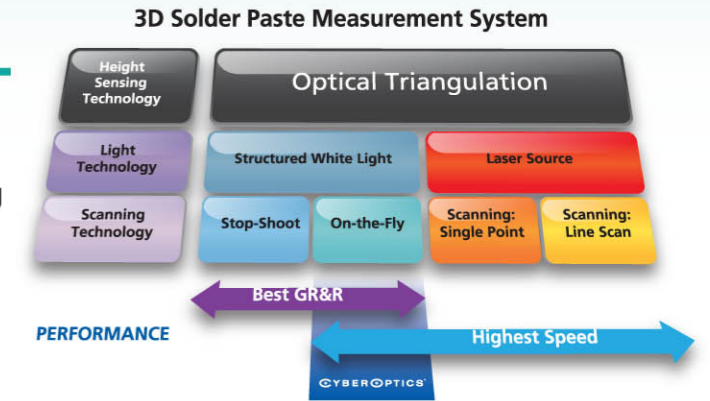 3D Solder Paste Measurement System
Height
Sensing
Technology
Optical Triangulation
Light
Technology
Structured White Light
Laser Source
Scanning
Technology
Stop-Shoot
On-the-Fly
Scanning:
Single Point
Scanning:
Line Scan
Best GR&R
PERFORMANCE
Highest Speed
CYBEROPTICS